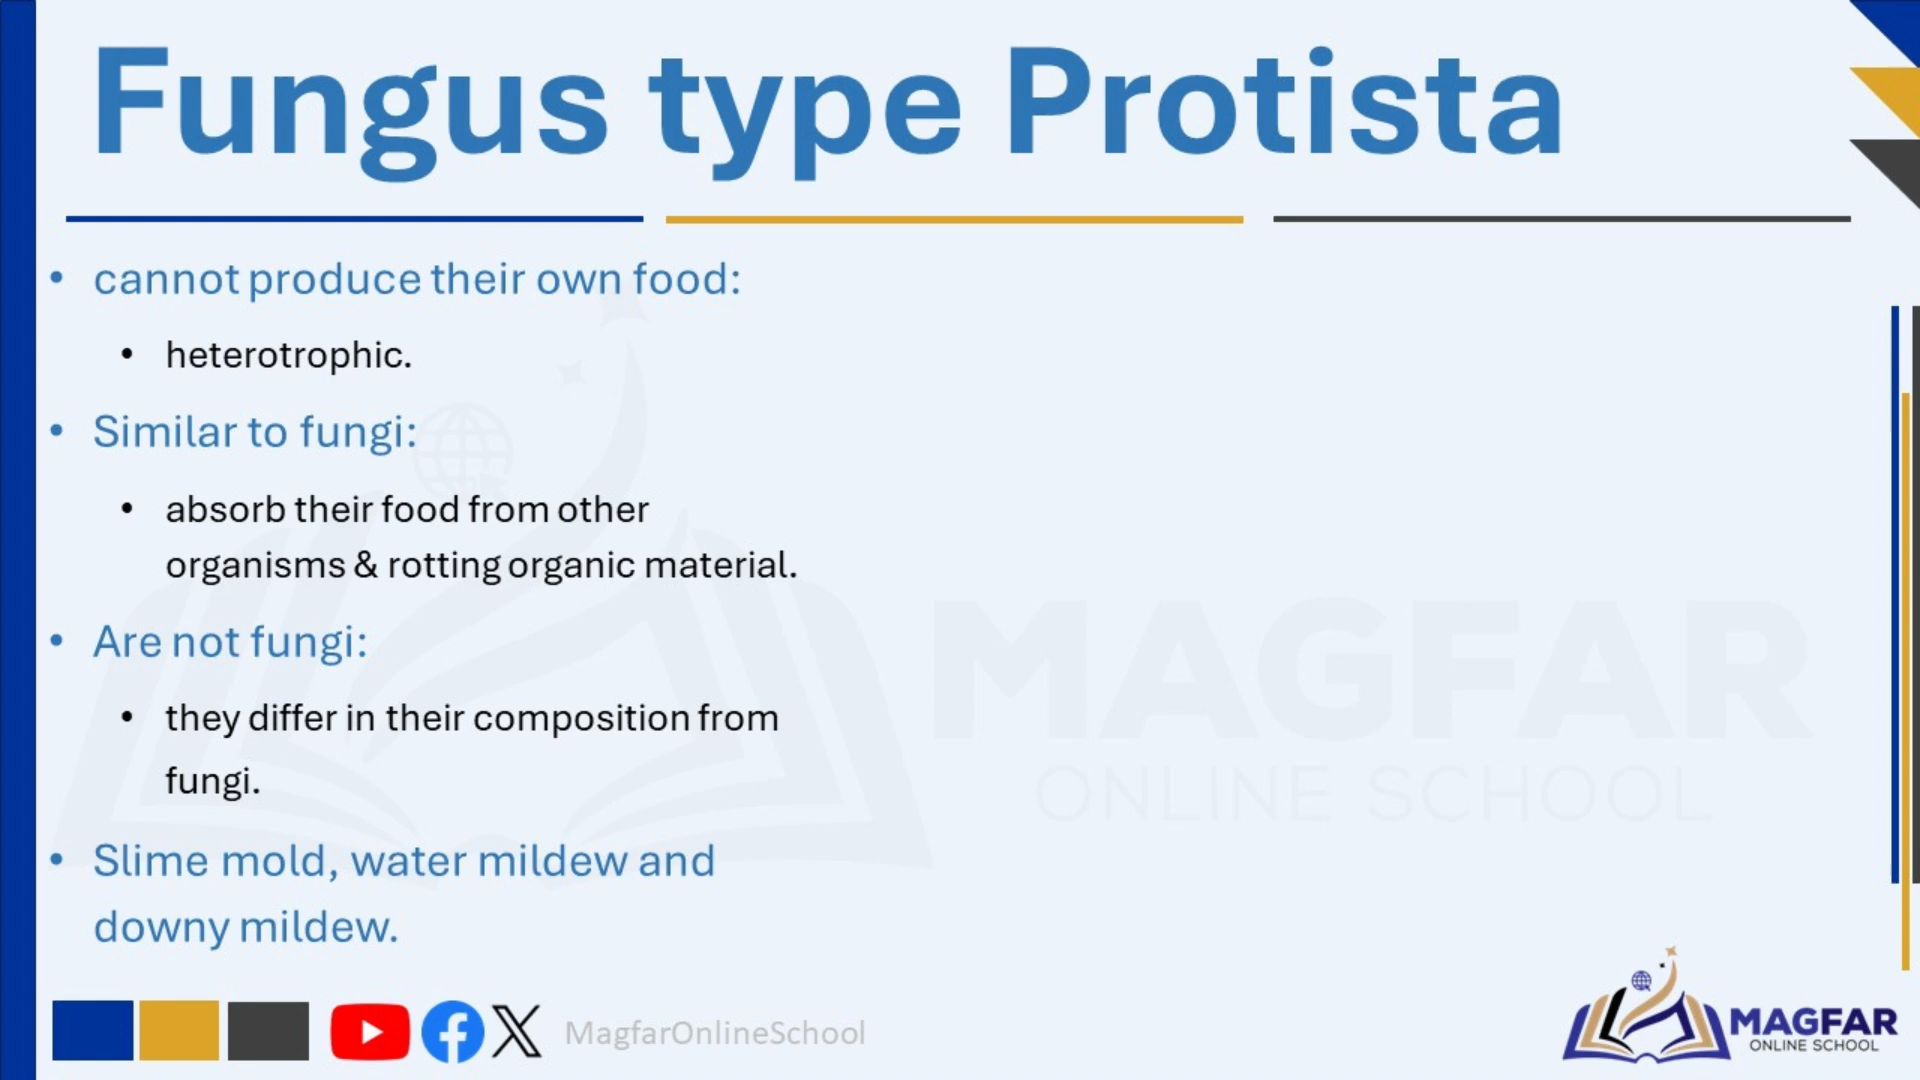 Fungus type Protista
• cannot produce their own food:
• heterotrophic.
• Similar to fungi:
• absorb their food from other
organisms & rotting organic material.
• Are not fungi:
• they differ in their composition from
fungi.
• Slime mold, water mildew and
downy mildew.
MAGFAR
ONLINE SCHOOL
MagfarOnlineSchool
MAGFAR
ONLINE SCHOOL